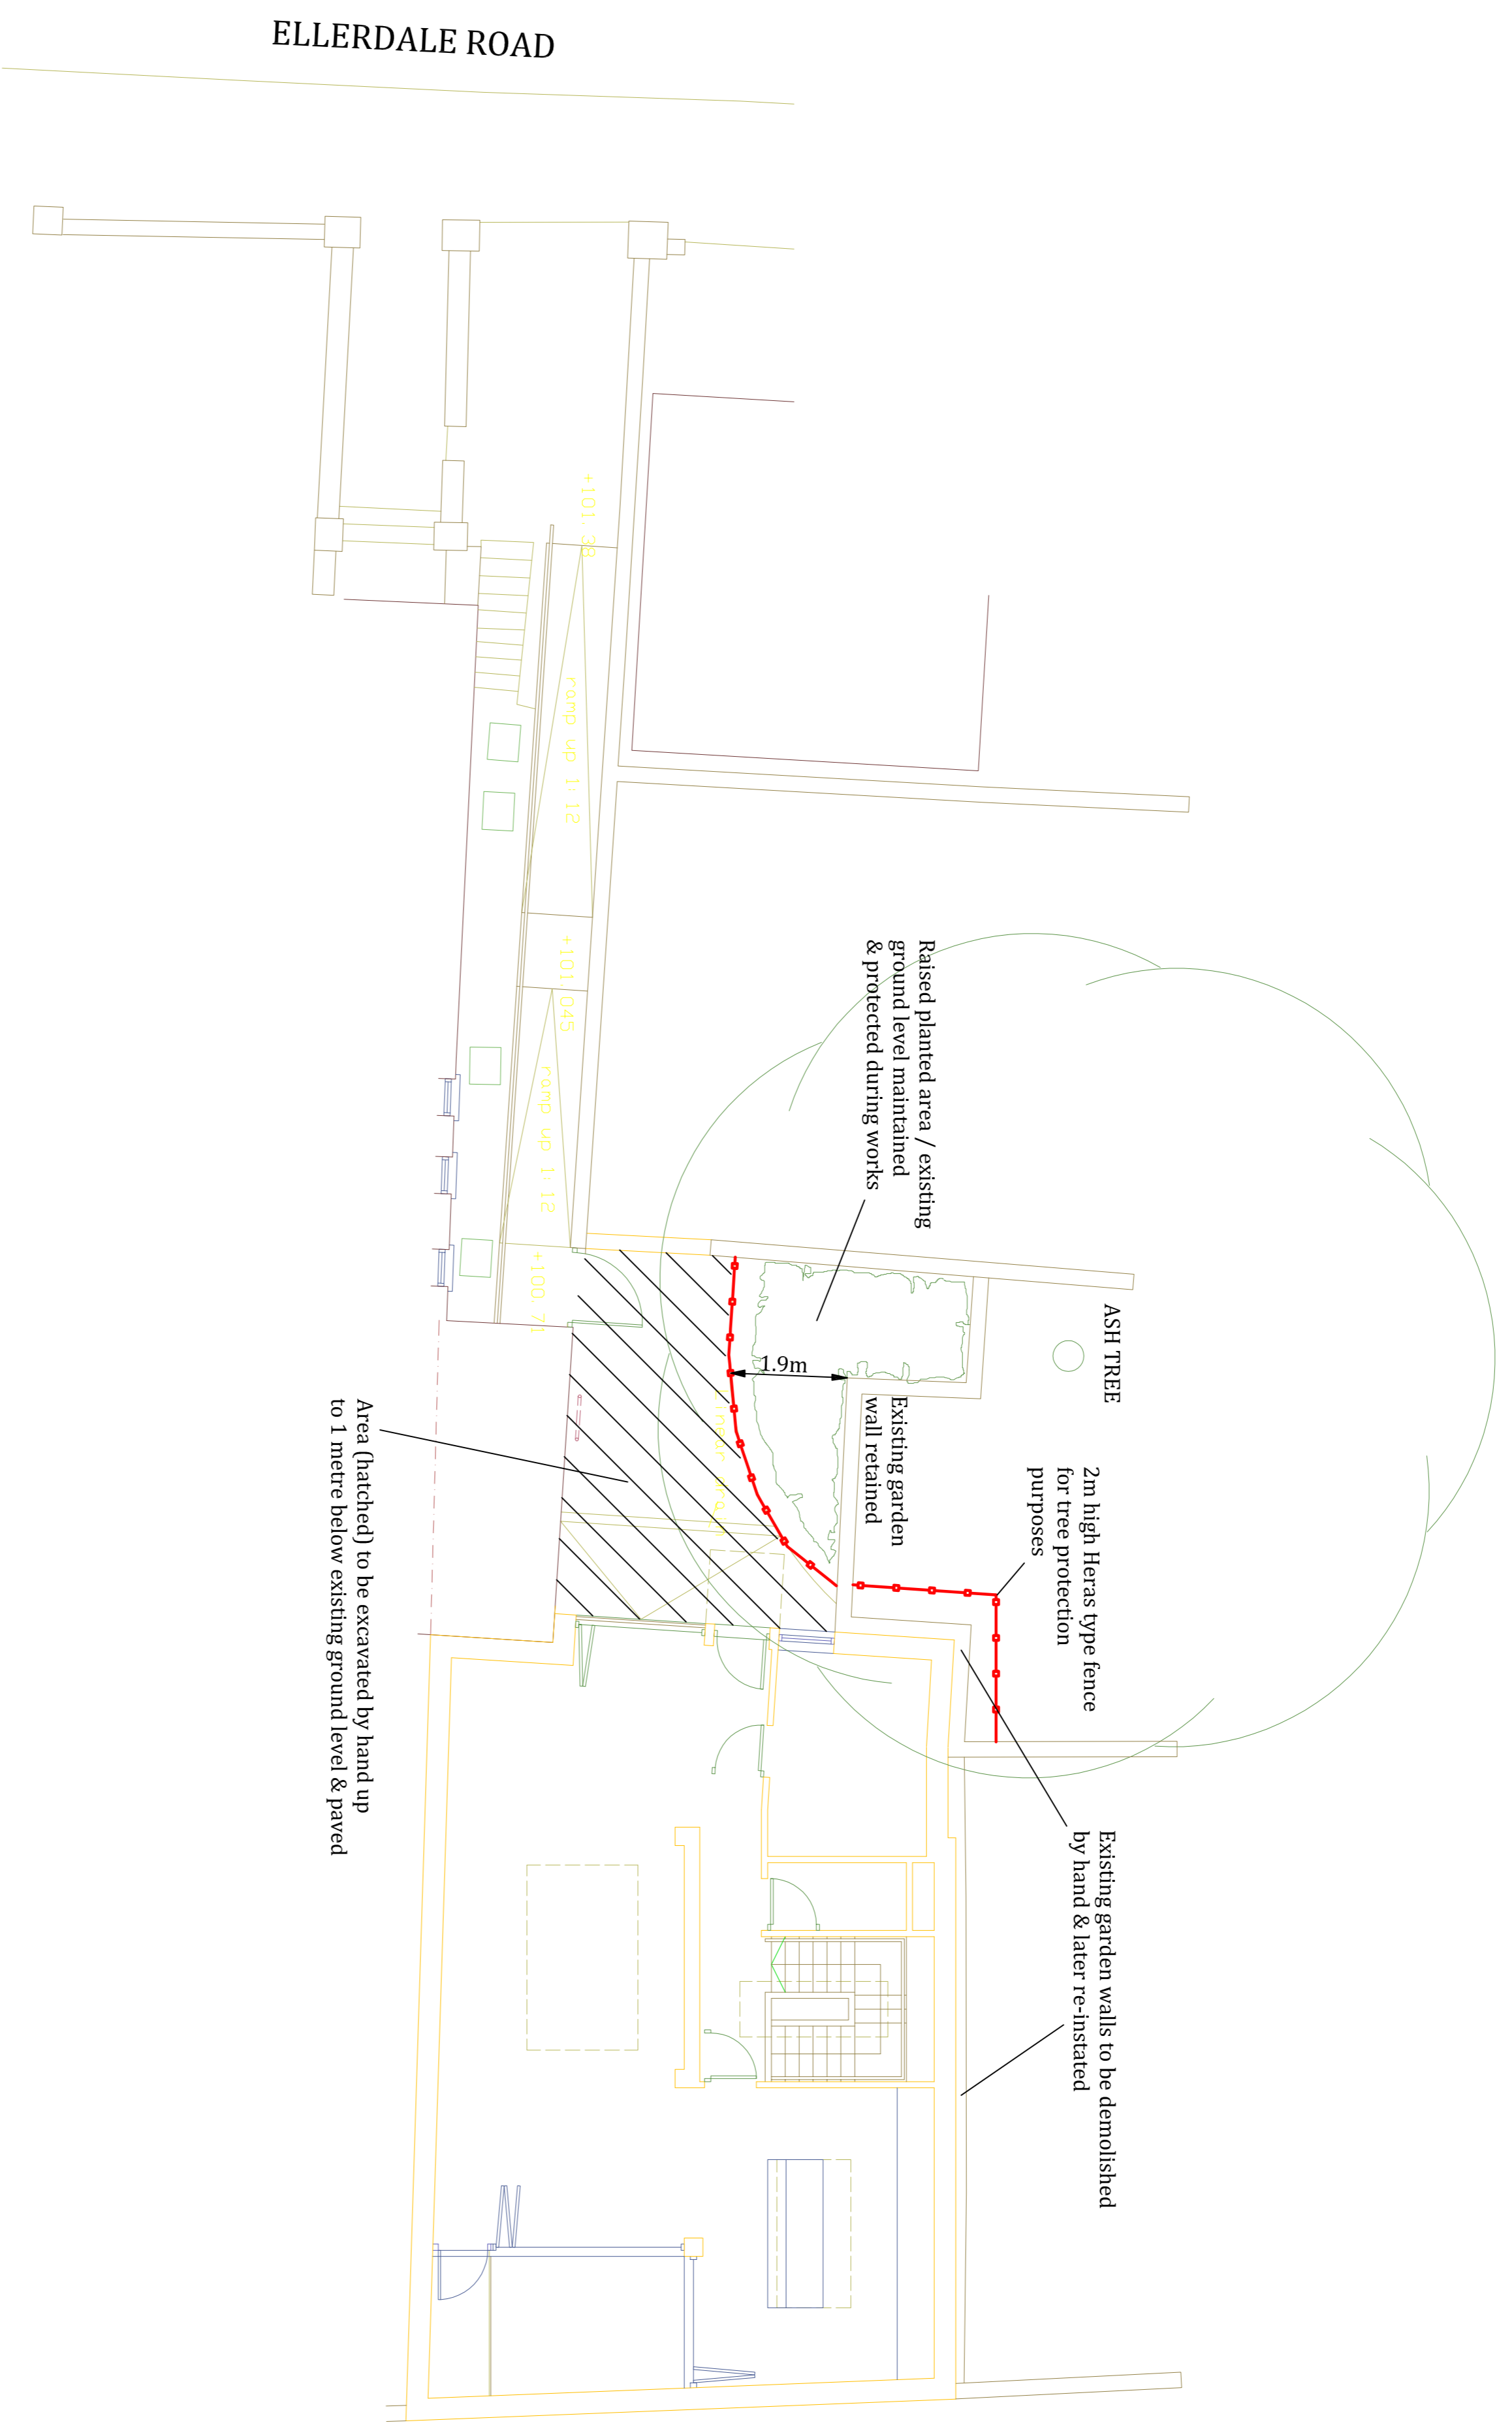 ELLERDALE ROAD
+101.38
ramp up 1:12
+101.045
ramp up 1:12
+100.71
Raised planted area / existing
ground level maintained
& protected during works
ASH TREE
1.9m
Existing garden
wall retained
linear drain
2m high Heras type fence
for tree protection
purposes
Area (hatched) to be excavated by hand up
to 1 metre below existing ground level & paved
Existing garden walls to be demolished
by hand & later re-instated